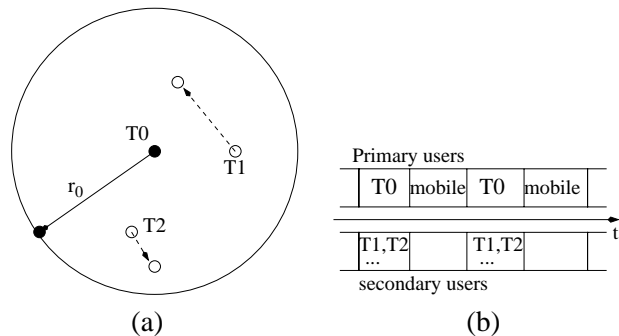 T0
T1
r0
T2
(a)
Primary users
T0 mobile T0 mobile
t
T1,T2 T1,T2
... ...
secondary users
(b)